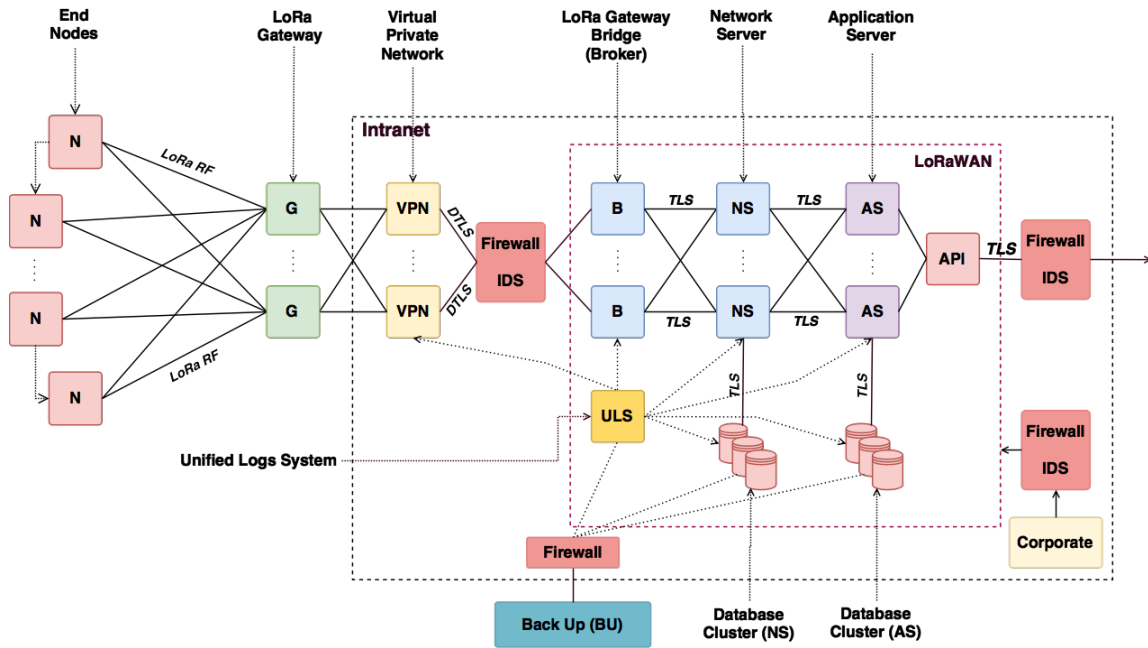 End
Nodes
LoRa
Gateway
Virtual
Private
Network
LoRa Gateway
Bridge
(Broker)
Network
Server
Application
Server
Intranet
LoRaWAN
N
N
N
N
LoRa RF
LoRa RF
G
G
VPN
VPN
DTLS
DTLS
Firewall
IDS
B
B
TLS
TLS
NS
NS
TLS
TLS
AS
AS
API
TLS
Firewall
IDS
TLS
TLS
ULS
Unified Logs System
Firewall
IDS
Corporate
Firewall
Back Up (BU)
Database
Cluster (NS)
Database
Cluster (AS)